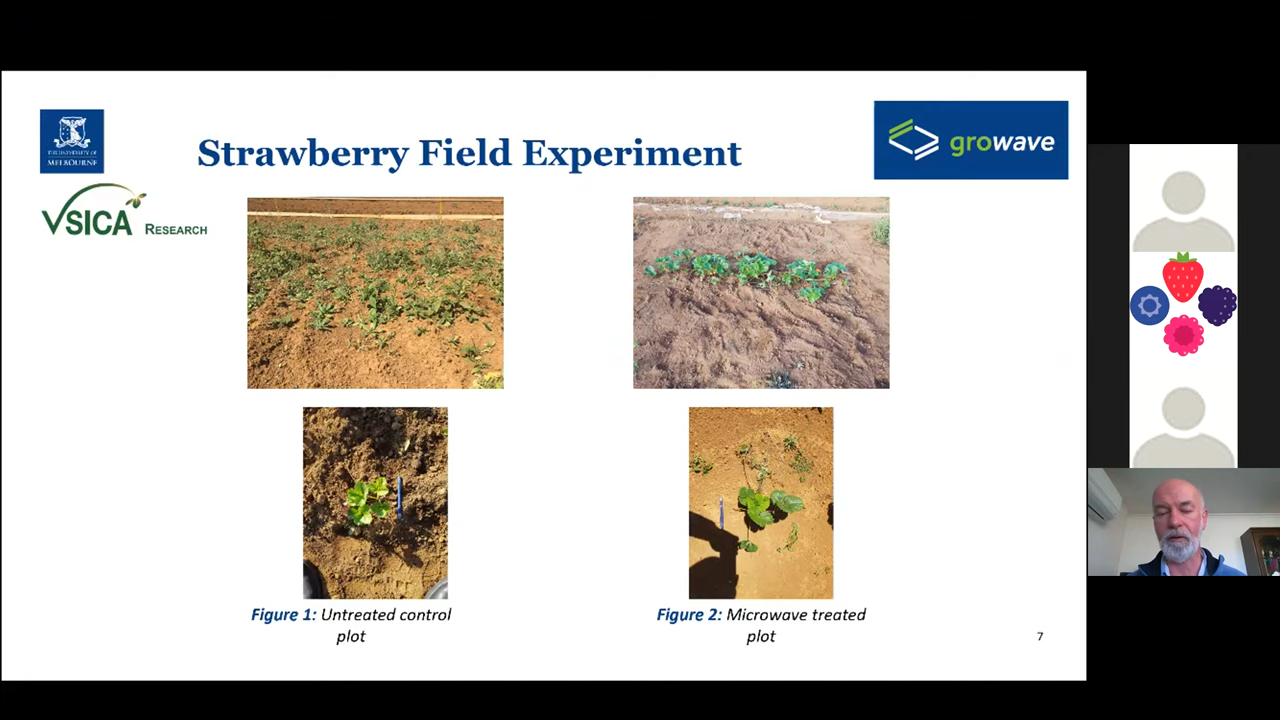 THE UNIVERSITY OF
MELBOURNE
Strawberry Field Experiment
growave
VSICA RESEARCH
Figure 1: Untreated control
plot
Figure 2: Microwave treated
plot
7